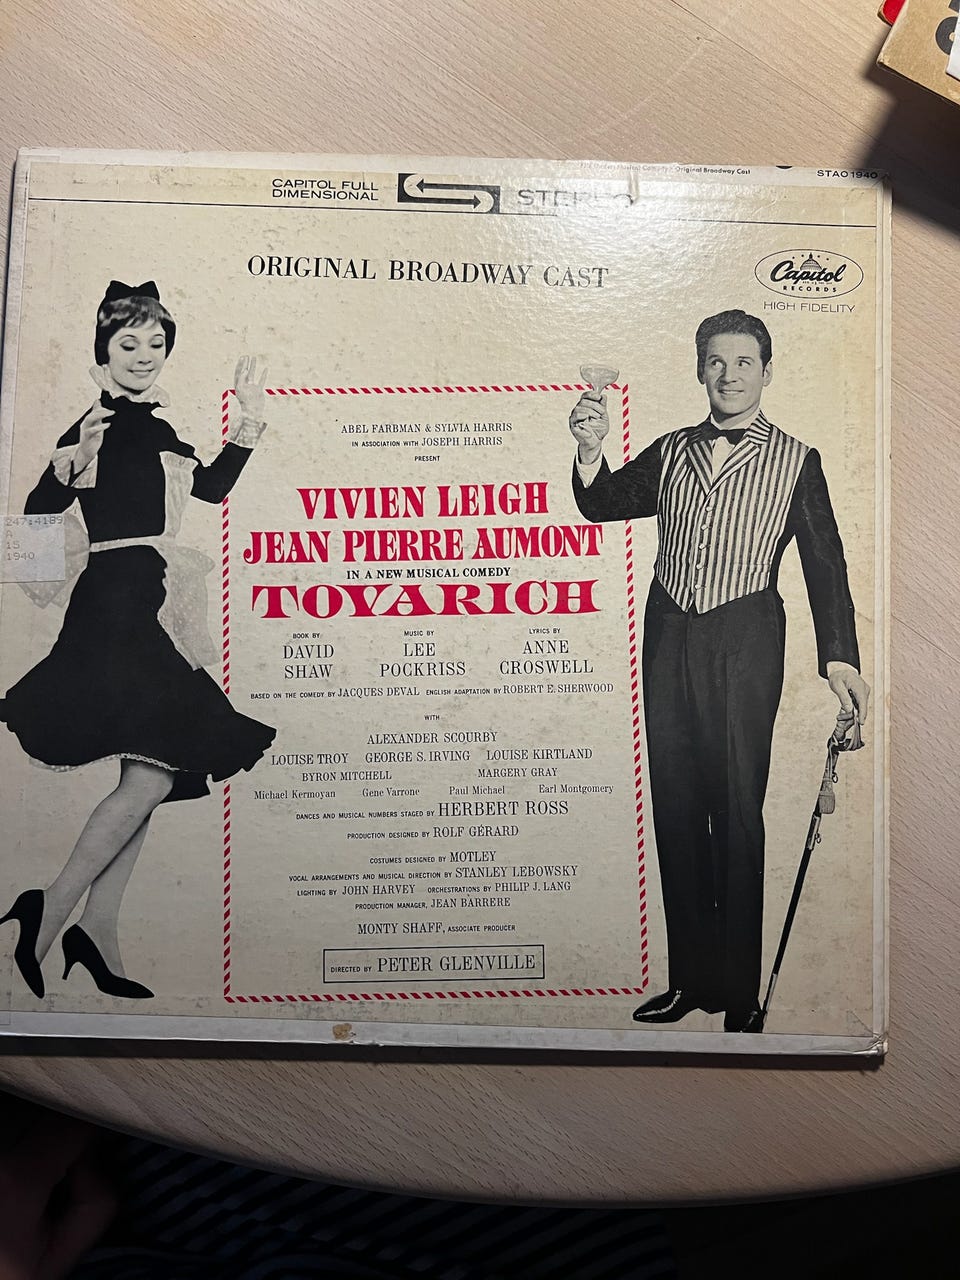 Original Broadway Cast
STAO 1940
CAPITOL FULL
DIMENSIONAL
STEREO
ORIGINAL BROADWAY CAST
Capitol
RECORDS
HIGH FIDELITY
ABEL FARBMAN & SYLVIA HARRIS
IN ASSOCIATION WITH JOSEPH HARRIS
PRESENT
VIVIEN LEIGH
JEAN PIERRE AUMONT
IN A NEW MUSICAL COMEDY
TOVARICH
BOOK BY
DAVID
SHAW
MUSIC BY
LEE
POCKRISS
LYRICS BY
ANNE
CROSWELL
BASED ON THE COMEDY BY JACQUES DEVAL ENGLISH ADAPTATION BY ROBERT E. SHERWOOD
WITH
ALEXANDER SCOURBY
LOUISE TROY GEORGE S. IRVING LOUISE KIRTLAND
BYRON MITCHELL MARGERY GRAY
Michael Kermoyan Gene Varrone Paul Michael Earl Montgomery
DANCES AND MUSICAL NUMBERS STAGED BY HERBERT ROSS
PRODUCTION DESIGNED BY ROLF GÉRARD
COSTUMES DESIGNED BY MOTLEY
VOCAL ARRANGEMENTS AND MUSICAL DIRECTION BY STANLEY LEBOWSKY
LIGHTING BY JOHN HARVEY ORCHESTRATIONS BY PHILIP J. LANG
PRODUCTION MANAGER, JEAN BARRERE
MONTY SHAFF, ASSOCIATE PRODUCER
DIRECTED BY PETER GLENVILLE
247:4189
A
15
1940